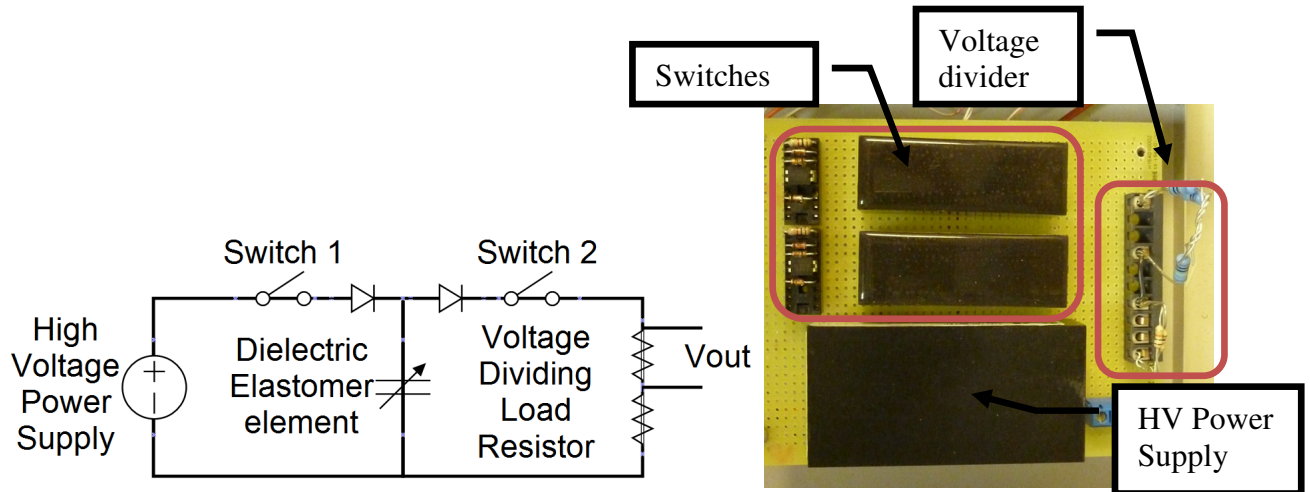 Switches
Voltage
divider
Switch 1
Switch 2
High
Voltage
Power
Supply
Dielectric
Elastomer
element
Voltage
Dividing
Load
Resistor
Vout
HV Power
Supply